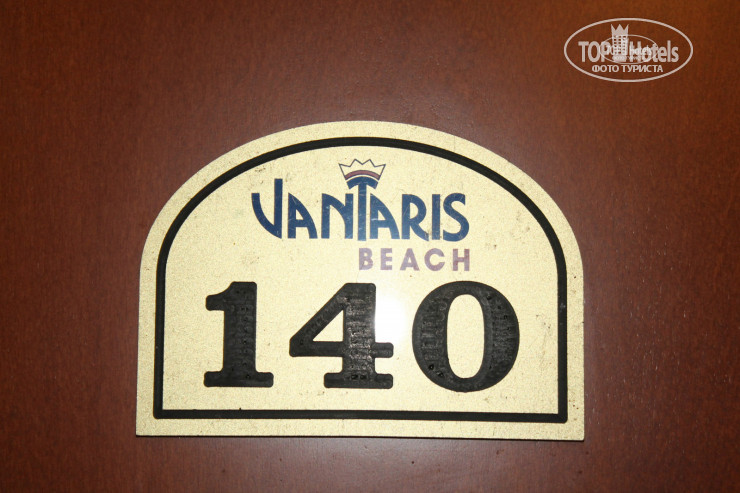 TOP Hotels
ФОТО ТУРИСТА
VANTARIS
BEACH
140